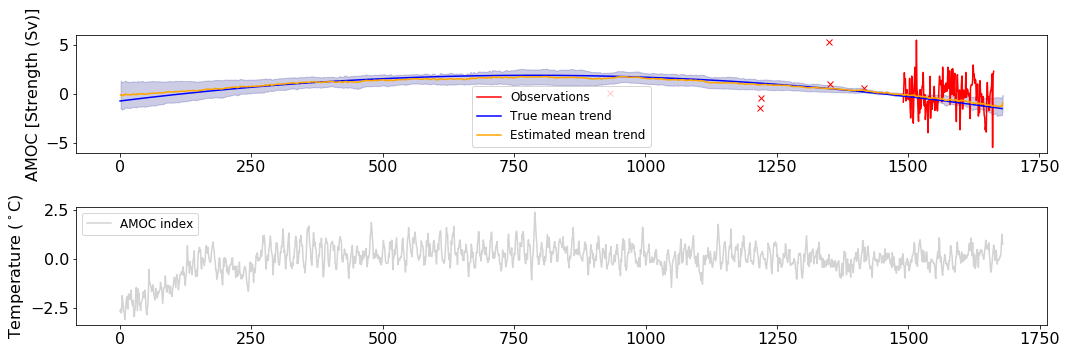 AMOC [Strength (Sv)]
5
0
−5
Observations
True mean trend
Estimated mean trend
0 250 500 750 1000 1250 1500 1750
Temperature (°C)
2.5
0.0
−2.5
AMOC index
0 250 500 750 1000 1250 1500 1750